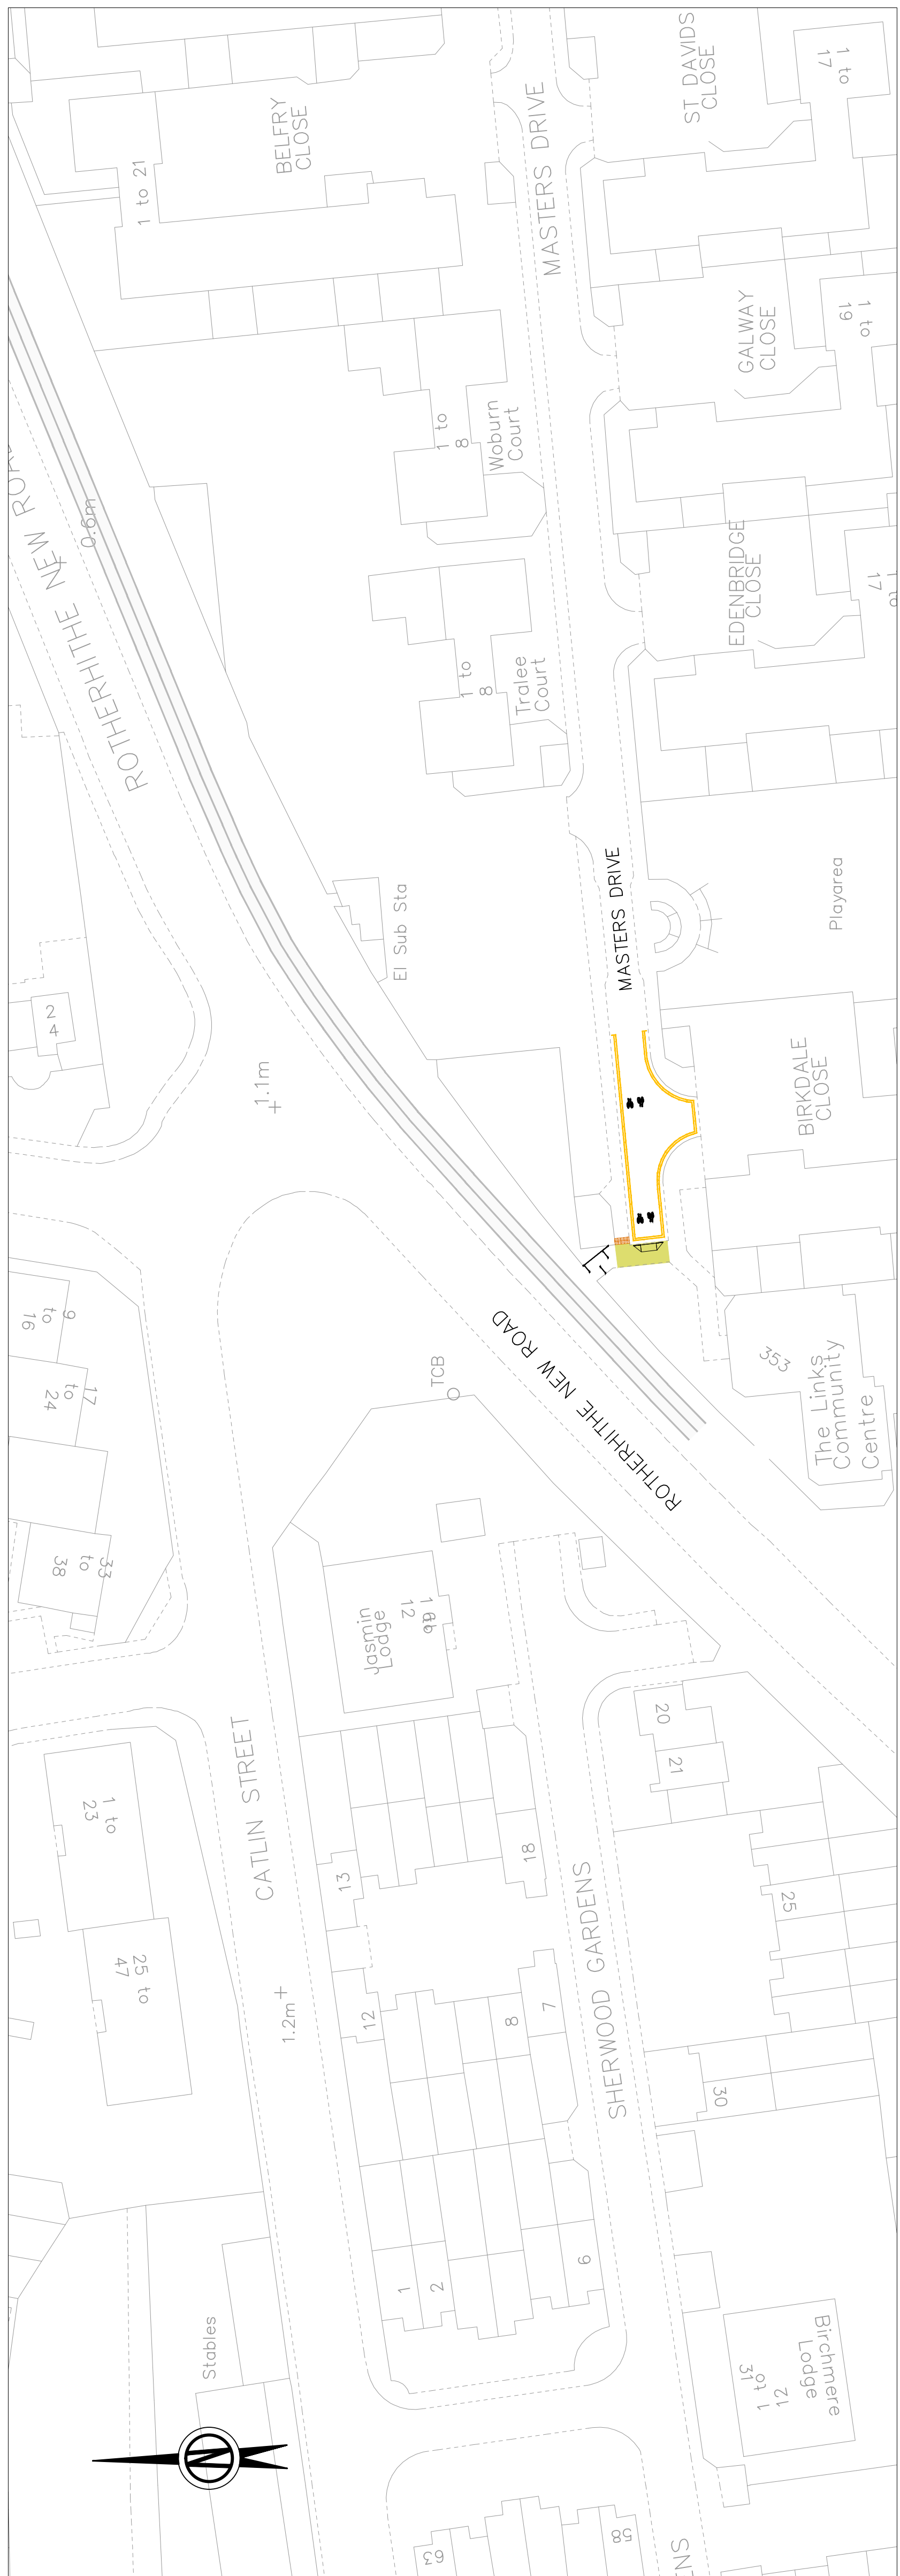 ST DAVIDS
CLOSE
1 to
17
BELFRY
CLOSE
MASTERS DRIVE
1 to 21
GALWAY
CLOSE
1 to
19
1 to
8
Woburn
Court
0.6m
ROTHERHITHE NEW
EDENBRIDGE
CLOSE
1 to
17
1 to
8
Tralee
Court
MASTERS DRIVE
Playarea
El Sub Sta
2
4
1.1m
BIRKDALE
CLOSE
9
to
16
ROTHERHITHE NEW ROAD
TCB
353
The Links
Community
Centre
17
to
24
33
to
38
Jasmin
Lodge
12
20
21
CATLIN STREET
1 to
23
13
18
SHERWOOD GARDENS
25
25 to
47
1.2m
12
8
7
30
1
2
6
Stables
Birchmere
Lodge
12
1
to
31
N
63
58
ENS